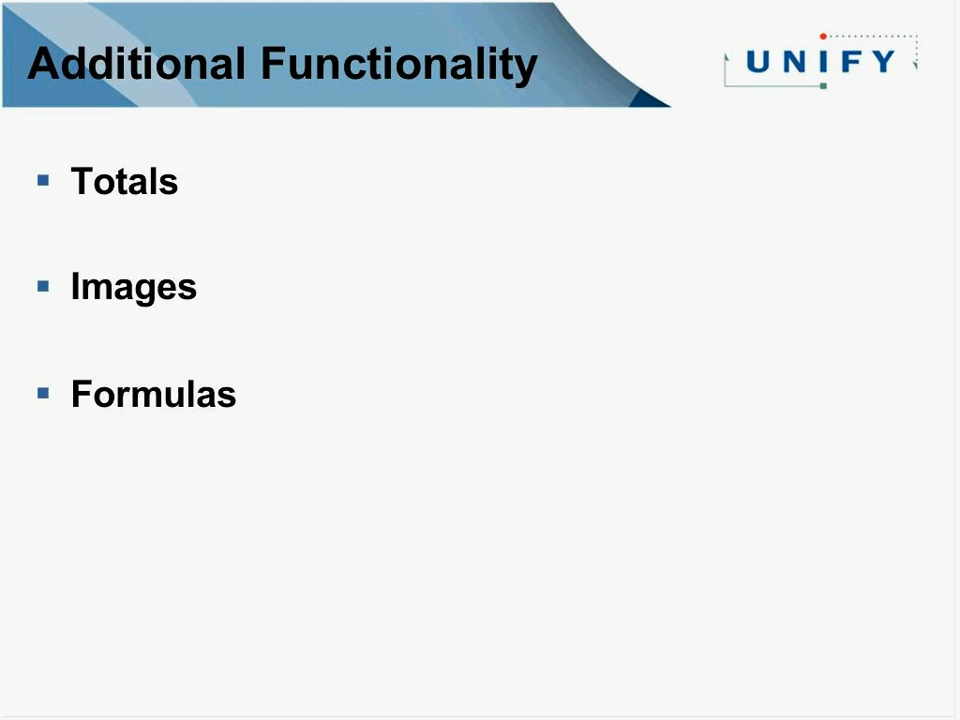 Additional Functionality
UNIFY
Totals
Images
Formulas